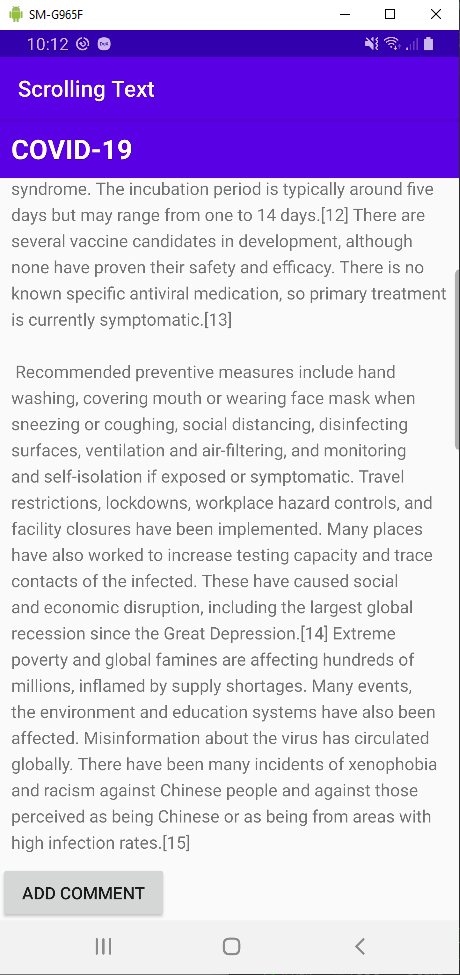 SM-G965F
10:12
Scrolling Text
COVID-19
syndrome. The incubation period is typically around five
days but may range from one to 14 days.[12] There are
several vaccine candidates in development, although
none have proven their safety and efficacy. There is no
known specific antiviral medication, so primary treatment
is currently symptomatic.[13]
Recommended preventive measures include hand
washing, covering mouth or wearing face mask when
sneezing or coughing, social distancing, disinfecting
surfaces, ventilation and air-filtering, and monitoring
and self-isolation if exposed or symptomatic. Travel
restrictions, lockdowns, workplace hazard controls, and
facility closures have been implemented. Many places
have also worked to increase testing capacity and trace
contacts of the infected. These have caused social
and economic disruption, including the largest global
recession since the Great Depression.[14] Extreme
poverty and global famines are affecting hundreds of
millions, inflamed by supply shortages. Many events,
the environment and education systems have also been
affected. Misinformation about the virus has circulated
globally. There have been many incidents of xenophobia
and racism against Chinese people and against those
perceived as being Chinese or as being from areas with
high infection rates.[15]
ADD COMMENT